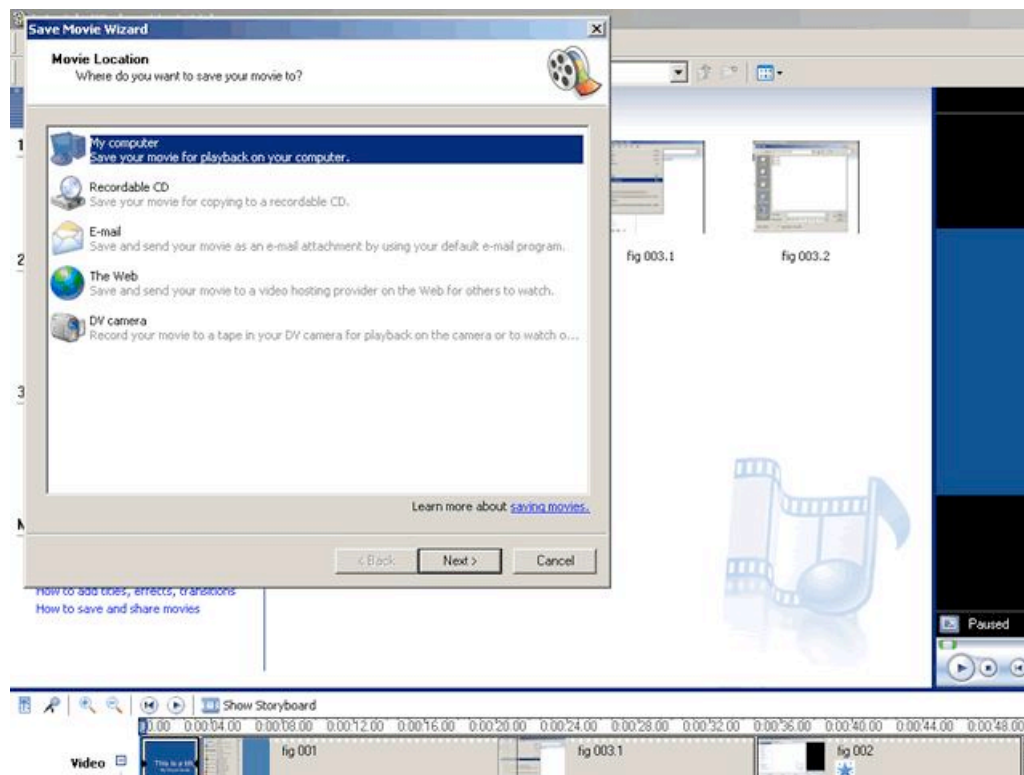 Save Movie Wizard
Movie Location
Where do you want to save your movie to?
My computer
Save your movie for playback on your computer.
Recordable CD
Save your movie for copying to a recordable CD.
E-mail
Save and send your movie as an e-mail attachment by using your default e-mail program.
The Web
Save and send your movie to a video hosting provider on the Web for others to watch.
DV camera
Record your movie to a tape in your DV camera for playback on the camera or to watch o...
Learn more about saving movies.
< Back
Next >
Cancel
1
2
3
fig 003.1
fig 003.2
How to add titles, effects, transitions
How to save and share movies
Paused
Show Storyboard
0:00:04.00 0:00:08.00 0:00:12.00 0:00:16.00 0:00:20.00 0:00:24.00 0:00:28.00 0:00:32.00 0:00:36.00 0:00:40.00 0:00:44.00 0:00:48.00
Video
This is a
fig 001
fig 003.1
fig 002